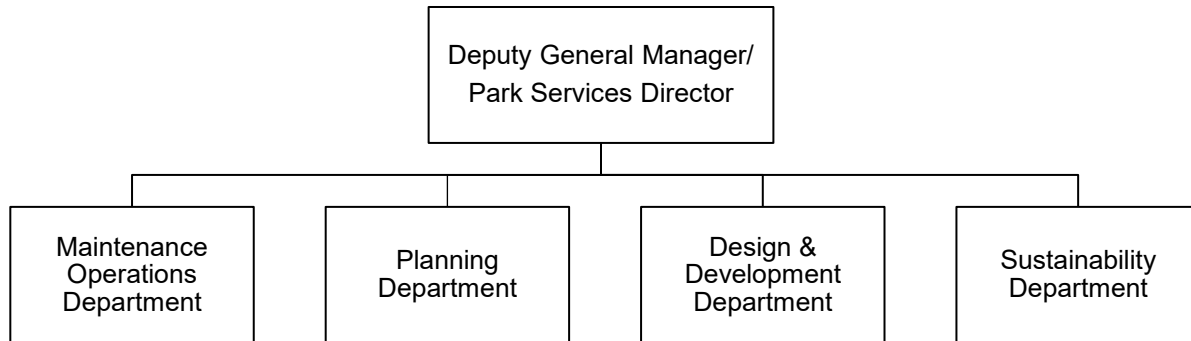 Deputy General Manager/
Park Services Director
Maintenance
Operations
Department
Planning
Department
Design &
Development
Department
Sustainability
Department